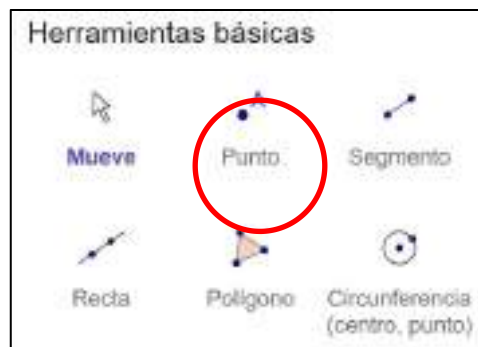 Herramientas básicas
Mueve Punto Segmento
A
Recta Polígono Circunferencia
(centro, punto)